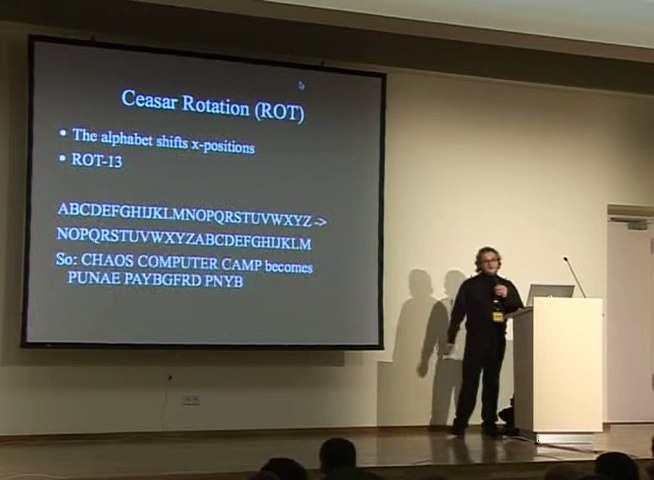 Ceasar Rotation (ROT)
• The alphabet shifts x-positions
• ROT-13
ABCDEFGHIJKLMNOPQRSTUVWXYZ ->
NOPQRSTUVWXYZABCDEFGHIJKLM
So: CHAOS COMPUTER CAMP becomes
PUNAE PAYBGFRD PNYB